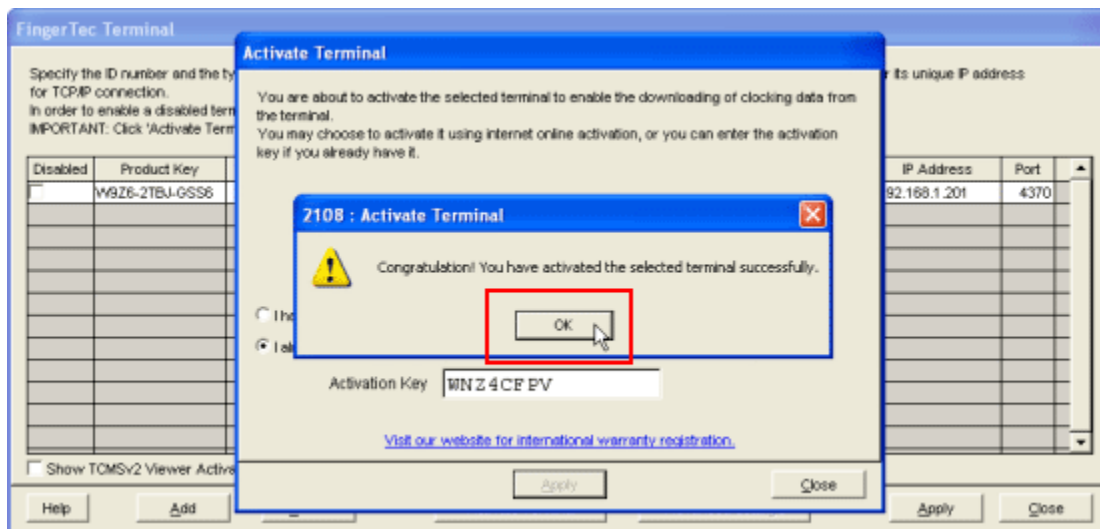 FingerTec Terminal
Specify the ID number and the ty
r its unique IP address
for TCP/IP connection.
In order to enable a disabled term
IMPORTANT: Click 'Activate Term
Disabled Product Key IP Address Port
W9Z6-2TBJ-GSS6 92.168.1.201 4370
Activate Terminal
You are about to activate the selected terminal to enable the downloading of clocking data from
the terminal.
You may choose to activate it using internet online activation, or you can enter the activation
key if you already have it.
2108 : Activate Terminal
Congratulation! You have activated the selected terminal successfully.
OK
I ha
I alr
Activation Key WNZ4CFPV
Visit our website for international warranty registration.
Apply Close
Show TCMSv2 Viewer Activa
Help Add Apply Close